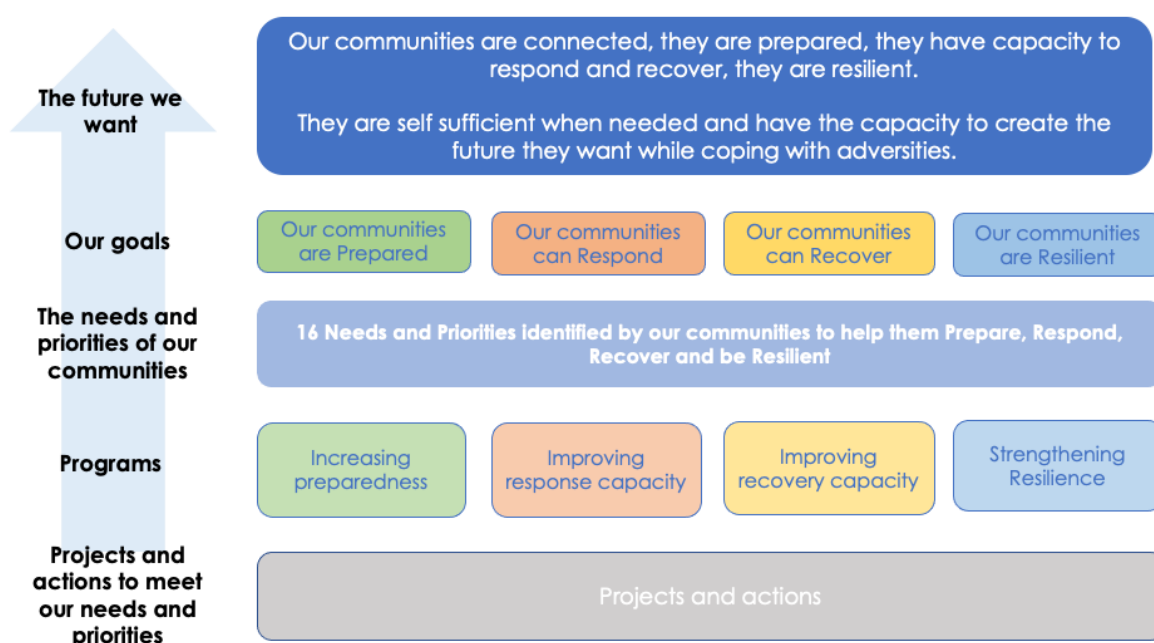 The future we
want
Our communities are connected, they are prepared, they have capacity to
respond and recover, they are resilient.
They are self sufficient when needed and have the capacity to create the
future they want while coping with adversities.
Our goals
Our communities
are Prepared
Our communities
can Respond
Our communities
can Recover
Our communities
are Resilient
The needs and
priorities of our
communities
16 Needs and Priorities identified by our communities to help them Prepare, Respond,
Recover and be Resilient
Programs
Increasing
preparedness
Improving
response capacity
Improving
recovery capacity
Strengthening
Resilience
Projects and
actions to meet
our needs and
priorities
Projects and actions